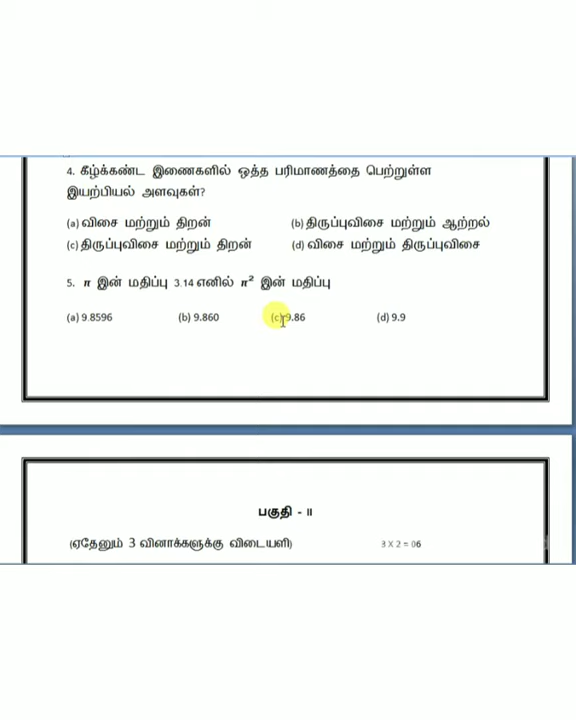 4. கீழ்க்கண்ட இணைகளில் ஒத்த பரிமாணத்தை பெற்றுள்ள
இயற்பியல் அளவுகள்?
(a) விசை மற்றும் திறன் (b) திருப்புவிசை மற்றும் ஆற்றல்
(c) திருப்புவிசை மற்றும் திறன் (d) விசை மற்றும் திருப்புவிசை
5. π இன் மதிப்பு 3.14 எனில் π² இன் மதிப்பு
(a) 9.8596 (b) 9.860 (c) 9.86 (d) 9.9
பகுதி - II
(ஏதேனும் 3 வினாக்களுக்கு விடையளி) 3 X 2 = 06